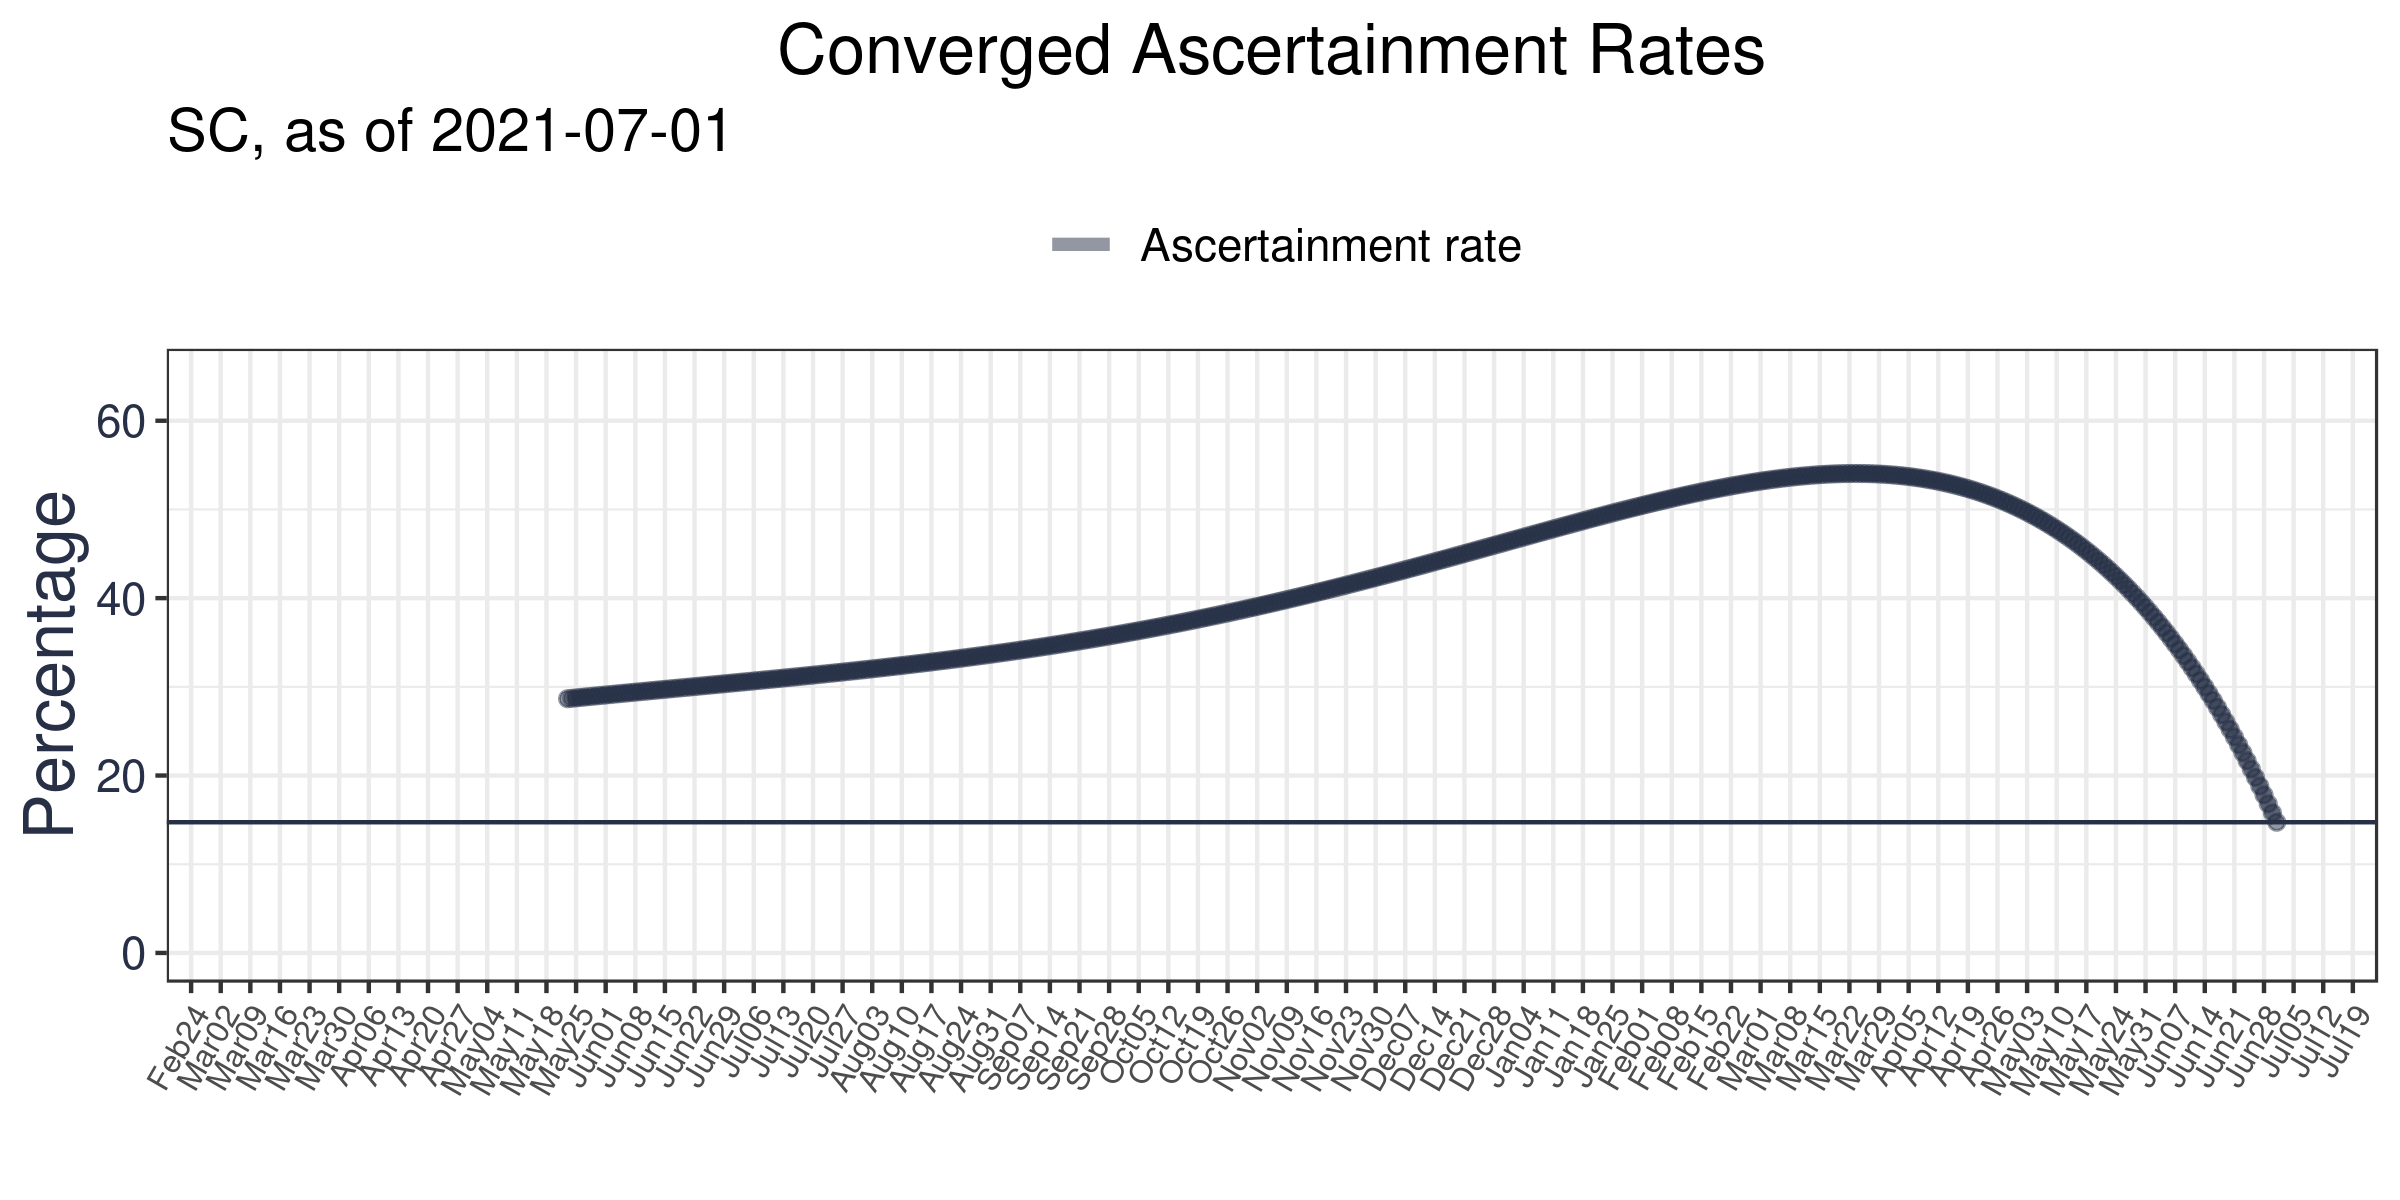 Converged Ascertainment Rates
SC, as of 2021-07-01
Ascertainment rate
Percentage
60
40
20
0
Feb24 Mar02 Mar09 Mar16 Mar23 Mar30 Apr06 Apr13 Apr20 Apr27 May04 May11 May18 May25 Jun01 Jun08 Jun15 Jun22 Jun29 Jul06 Jul13 Jul20 Jul27 Aug03 Aug10 Aug17 Aug24 Aug31 Sep07 Sep14 Sep21 Sep28 Oct05 Oct12 Oct19 Oct26 Nov02 Nov09 Nov16 Nov23 Nov30 Dec07 Dec14 Dec21 Dec28 Jan04 Jan11 Jan18 Jan25 Feb01 Feb08 Feb15 Feb22 Mar01 Mar08 Mar15 Mar22 Mar29 Apr05 Apr12 Apr19 Apr26 May03 May10 May17 May24 May31 Jun07 Jun14 Jun21 Jun28 Jul05 Jul12 Jul19